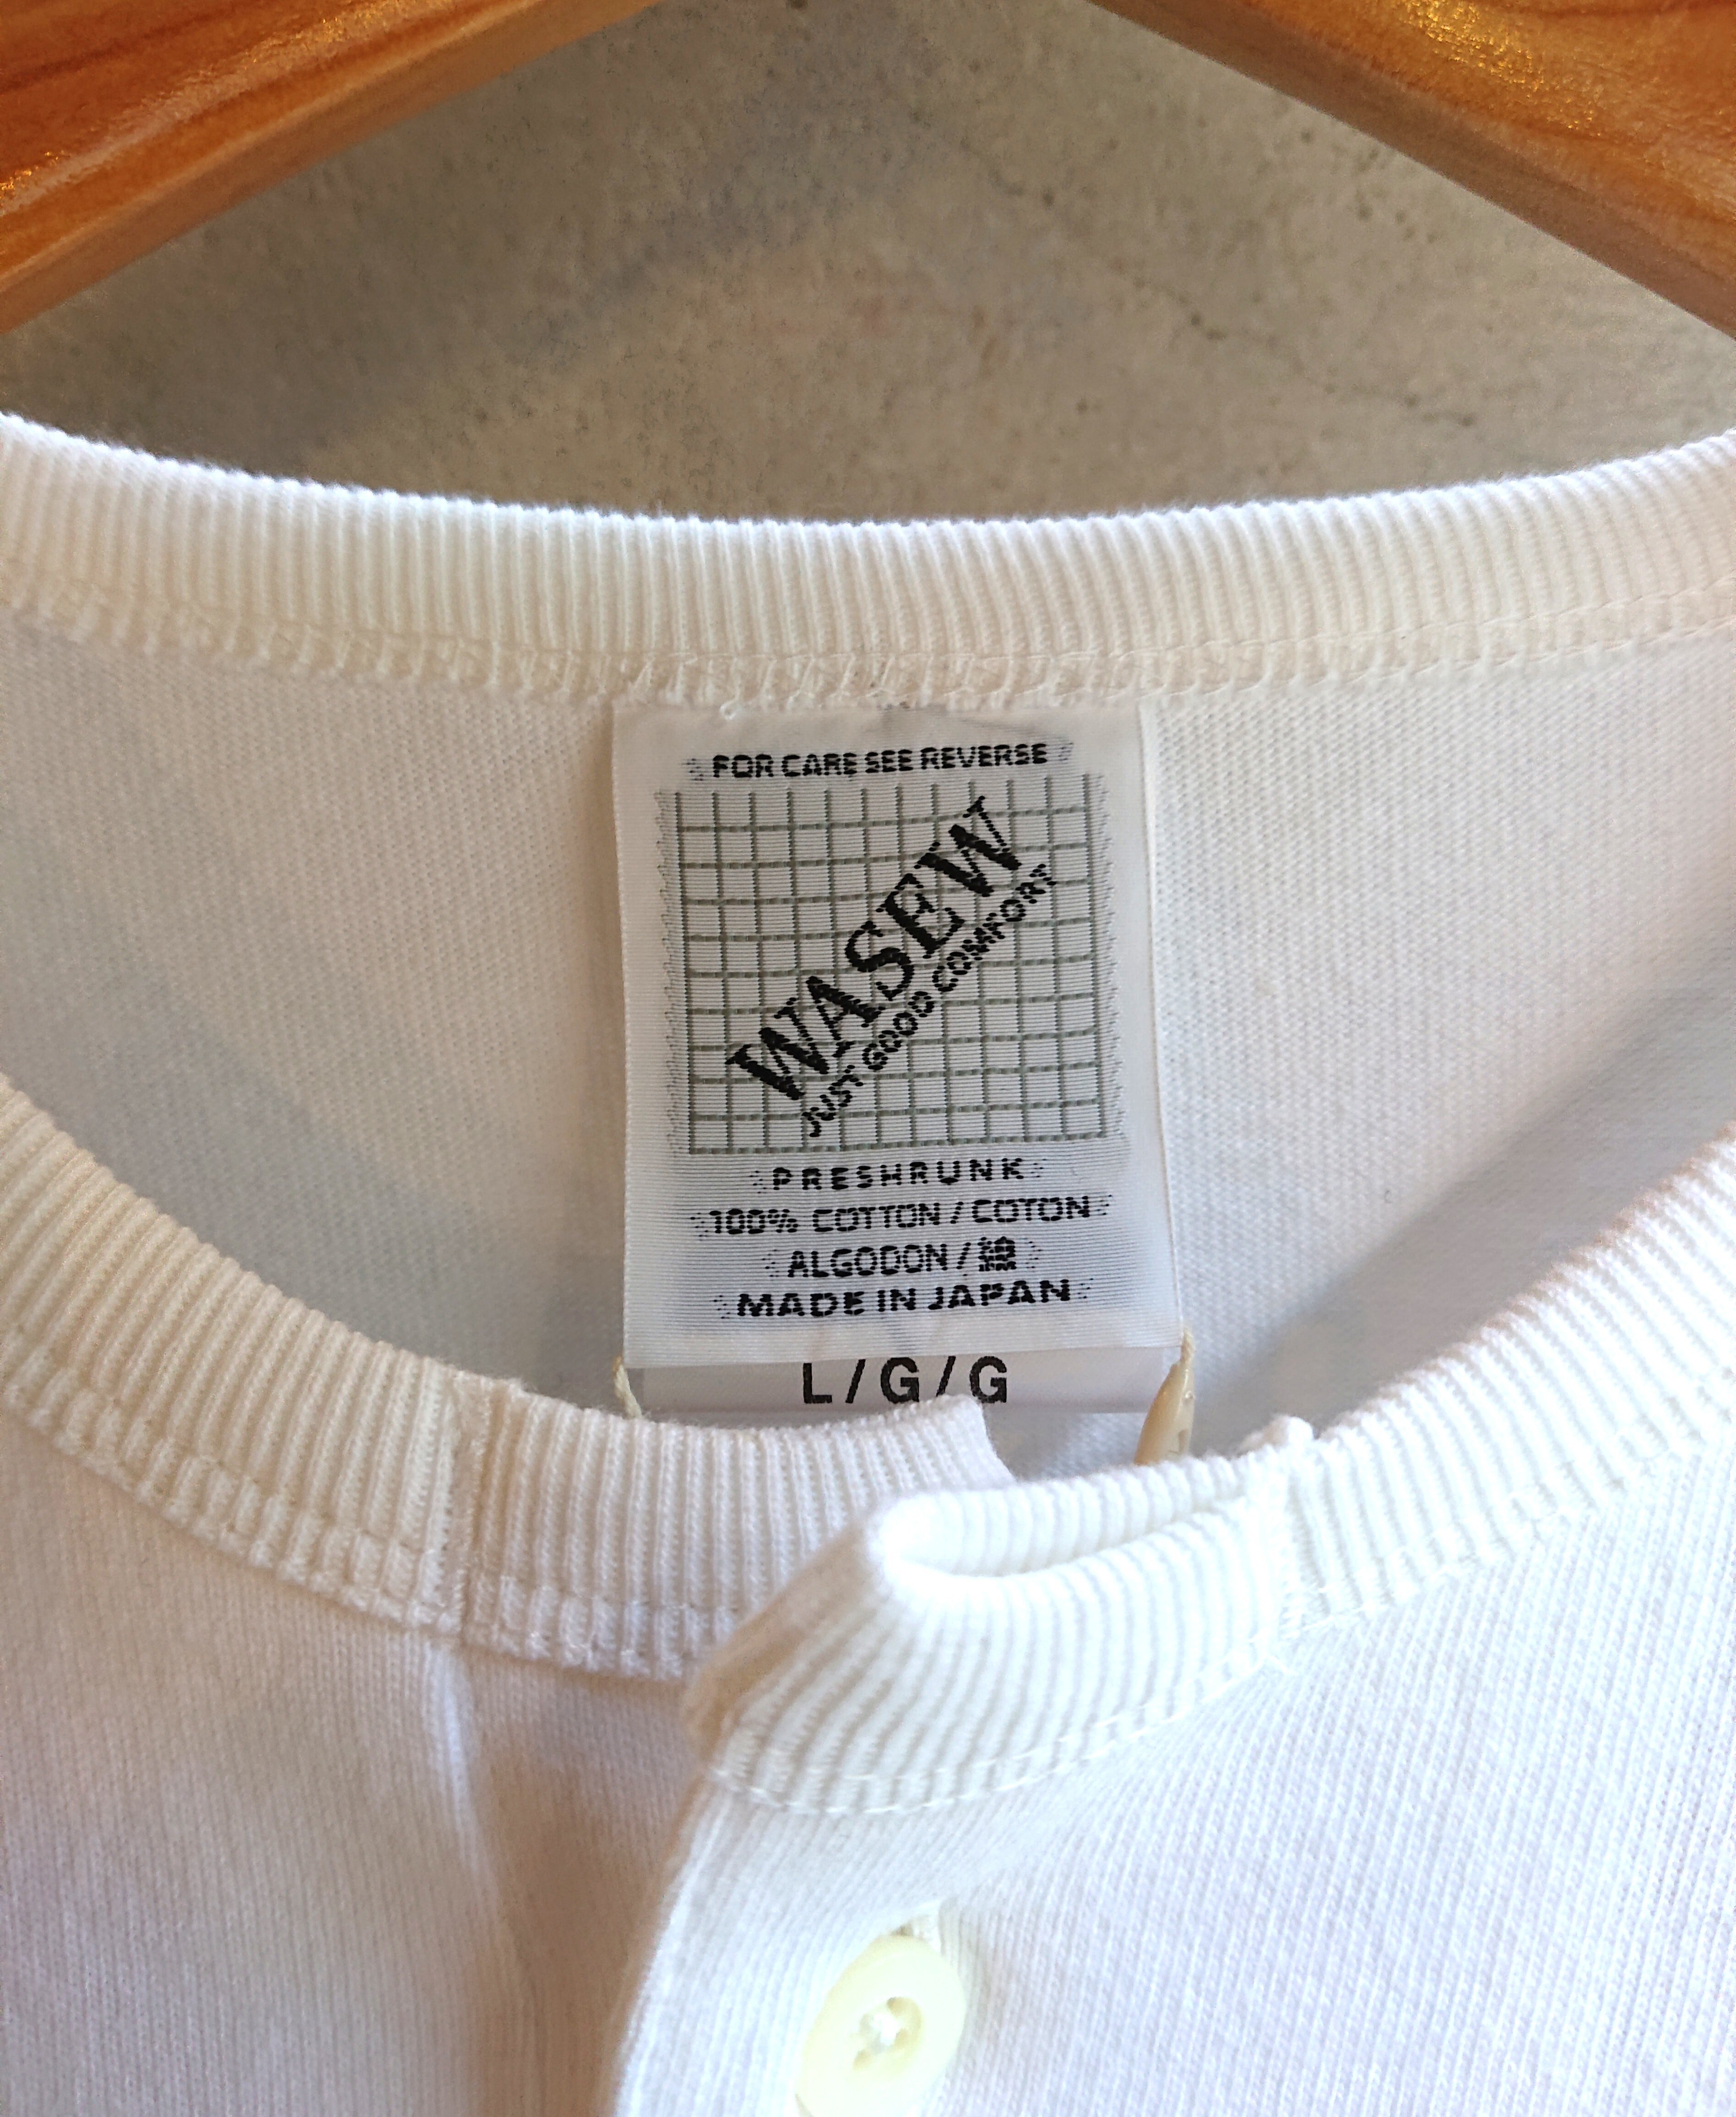 FOR CARE SEE REVERSE
WASEW
JUST GOOD COMFORT
PRESHRUNK
100% COTTON / COTON
ALGODON / 綿
MADE IN JAPAN
L / G / G